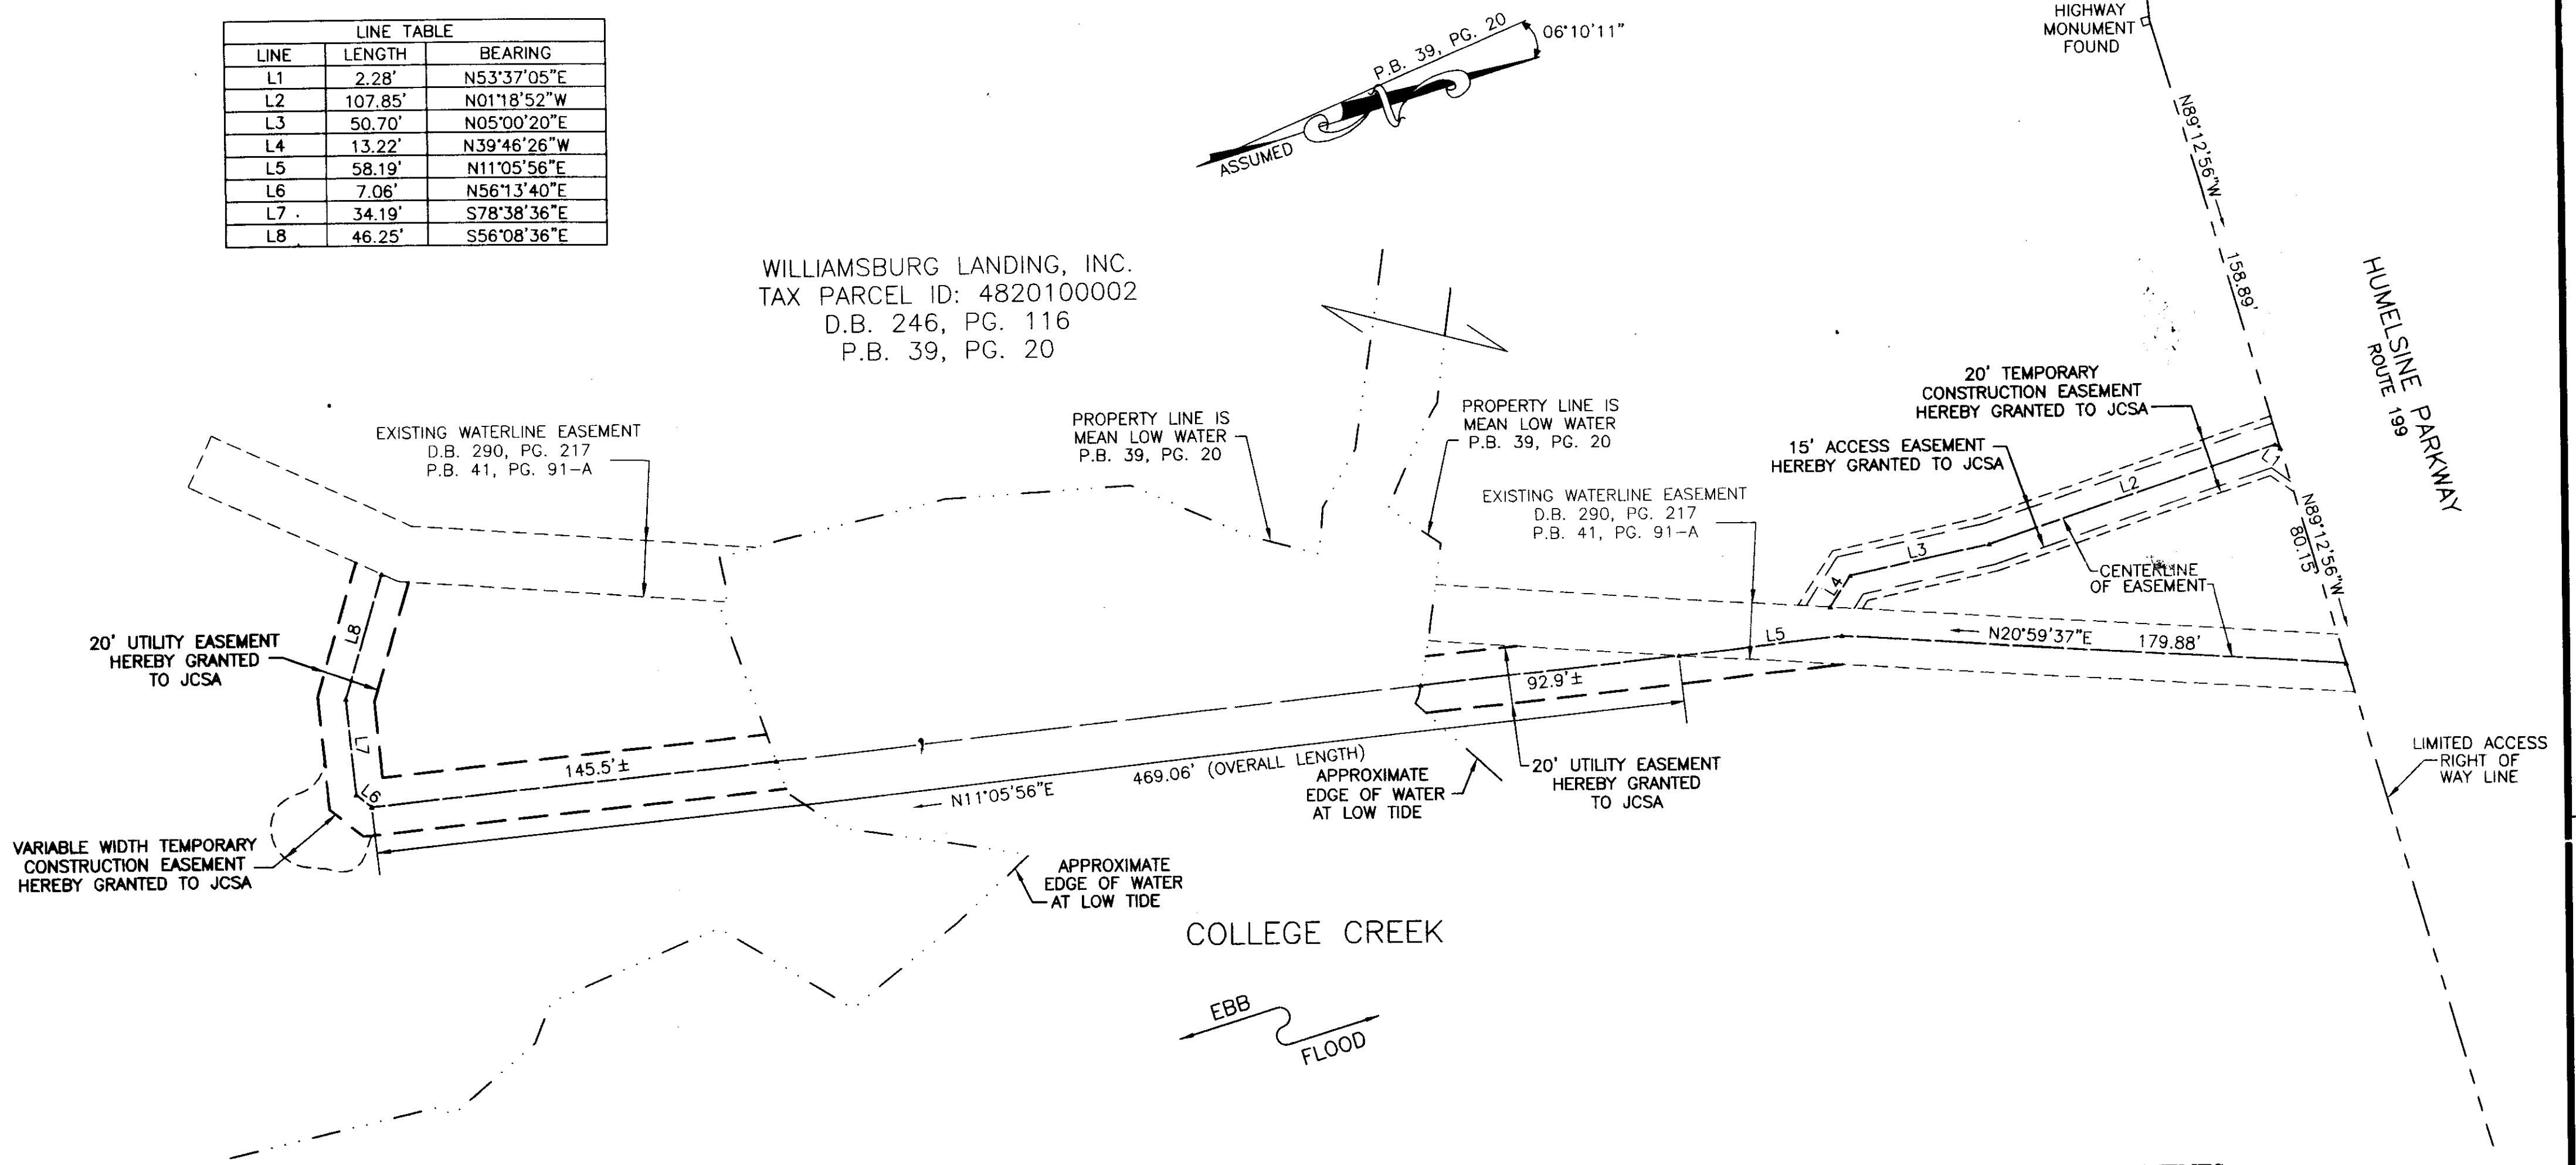 LINE TABLE
LINE LENGTH BEARING
L1 2.28' N53°37'05"E
L2 107.85' N01°18'52"W
L3 50.70' N05°00'20"E
L4 13.22' N39°46'26"W
L5 58.19' N11°05'56"E
L6 7.06' N56°13'40"E
L7 34.19' S78°38'36"E
L8 46.25' S56°08'36"E
P.B. 39, PG. 20
06°10'11"
ASSUMED
HIGHWAY
MONUMENT
FOUND
N89°12'56"W
158.89'
HUMELSINE PARKWAY
ROUTE 199
WILLIAMSBURG LANDING, INC.
TAX PARCEL ID: 4820100002
D.B. 246, PG. 116
P.B. 39, PG. 20
EXISTING WATERLINE EASEMENT
D.B. 290, PG. 217
P.B. 41, PG. 91-A
PROPERTY LINE IS
MEAN LOW WATER
P.B. 39, PG. 20
PROPERTY LINE IS
MEAN LOW WATER
P.B. 39, PG. 20
EXISTING WATERLINE EASEMENT
D.B. 290, PG. 217
P.B. 41, PG. 91-A
20' TEMPORARY
CONSTRUCTION EASEMENT
HEREBY GRANTED TO JCSA
15' ACCESS EASEMENT
HEREBY GRANTED TO JCSA
L1
L2
L3
L4
N89°12'56"W
80.15'
CENTERLINE
OF EASEMENT
L5
N20°59'37"E 179.88'
20' UTILITY EASEMENT
HEREBY GRANTED
TO JCSA
L8
L7
L6
145.5'±
92.9'±
469.06' (OVERALL LENGTH)
N11°05'56"E
APPROXIMATE
EDGE OF WATER
AT LOW TIDE
20' UTILITY EASEMENT
HEREBY GRANTED
TO JCSA
LIMITED ACCESS
RIGHT OF
WAY LINE
VARIABLE WIDTH TEMPORARY
CONSTRUCTION EASEMENT
HEREBY GRANTED TO JCSA
APPROXIMATE
EDGE OF WATER
AT LOW TIDE
COLLEGE CREEK
EBB
FLOOD